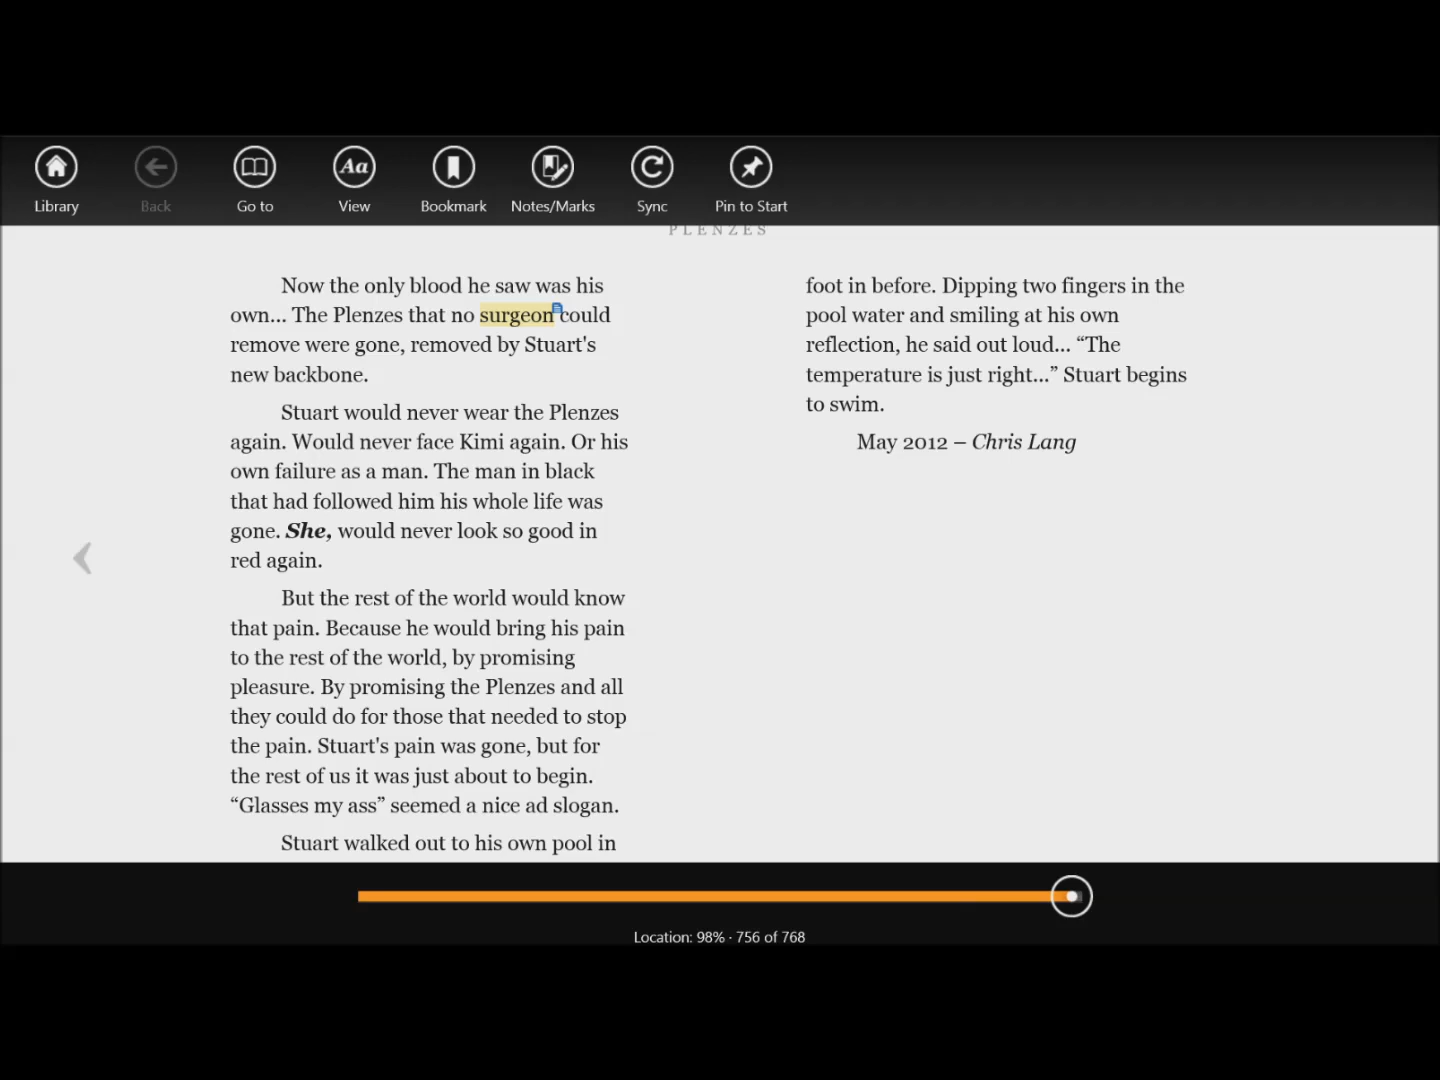 Library
Back
Go to
Aa
View
Bookmark
Notes/Marks
Sync
Pin to Start
PLENZES
Now the only blood he saw was his
own... The Plenzes that no surgeon could
remove were gone, removed by Stuart's
new backbone.
Stuart would never wear the Plenzes
again. Would never face Kimi again. Or his
own failure as a man. The man in black
that had followed him his whole life was
gone. She, would never look so good in
red again.
But the rest of the world would know
that pain. Because he would bring his pain
to the rest of the world, by promising
pleasure. By promising the Plenzes and all
they could do for those that needed to stop
the pain. Stuart's pain was gone, but for
the rest of us it was just about to begin.
“Glasses my ass” seemed a nice ad slogan.
Stuart walked out to his own pool in
foot in before. Dipping two fingers in the
pool water and smiling at his own
reflection, he said out loud... “The
temperature is just right...” Stuart begins
to swim.
May 2012 – Chris Lang
Location: 98% · 756 of 768